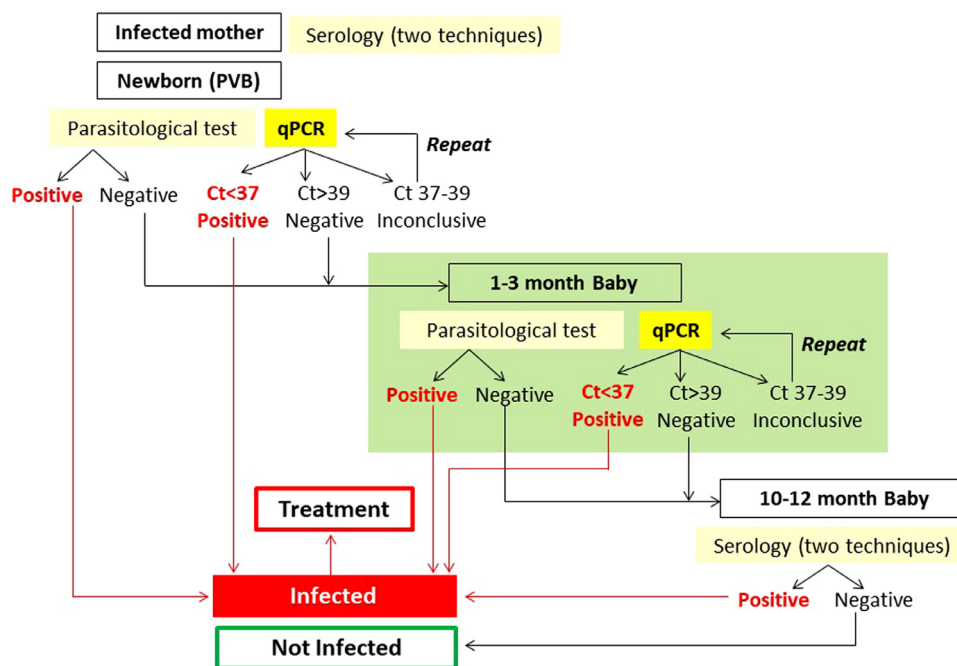 Infected mother
Serology (two techniques)
Newborn (PVB)
Parasitological test
qPCR
Repeat
Positive
Negative
Ct<37
Positive
Ct>39
Negative
Ct 37-39
Inconclusive
1-3 month Baby
Parasitological test
qPCR
Repeat
Positive
Negative
Ct<37
Positive
Ct>39
Negative
Ct 37-39
Inconclusive
10-12 month Baby
Serology (two techniques)
Positive
Negative
Treatment
Infected
Not Infected